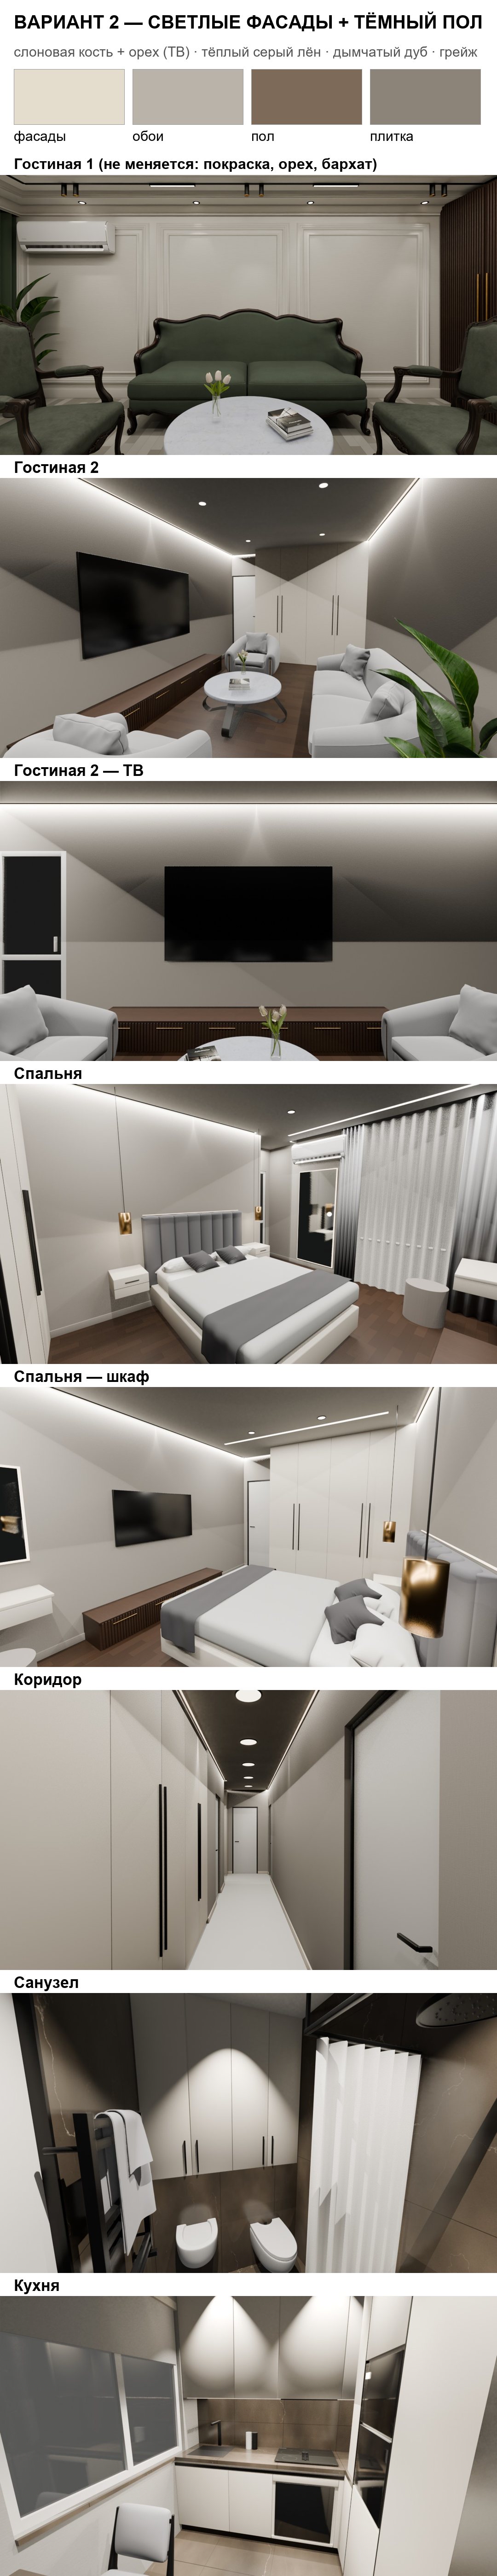 ВАРИАНТ 2 — СВЕТЛЫЕ ФАСАДЫ + ТЁМНЫЙ ПОЛ
слоновая кость + орех (ТВ) · тёплый серый лён · дымчатый дуб · грейж
фасады обои пол плитка
Гостиная 1 (не меняется: покраска, орех, бархат)
Гостиная 2
Гостиная 2 — ТВ
Спальня
Спальня — шкаф
Коридор
Санузел
Кухня